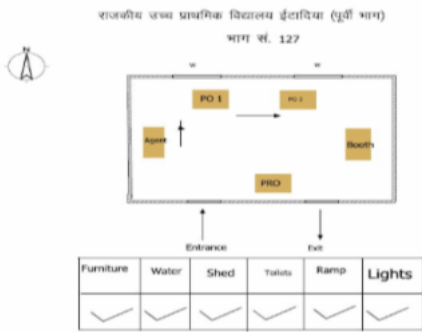 राजकीय उच्च प्राथमिक विद्यालय ईटादिया (पूर्वी भाग)
भाग सं. 127
N
W W
PO 1 PO 2
Agent Booth
PRO
Entrance Exit
Furniture Water Shed Toilets Ramp Lights